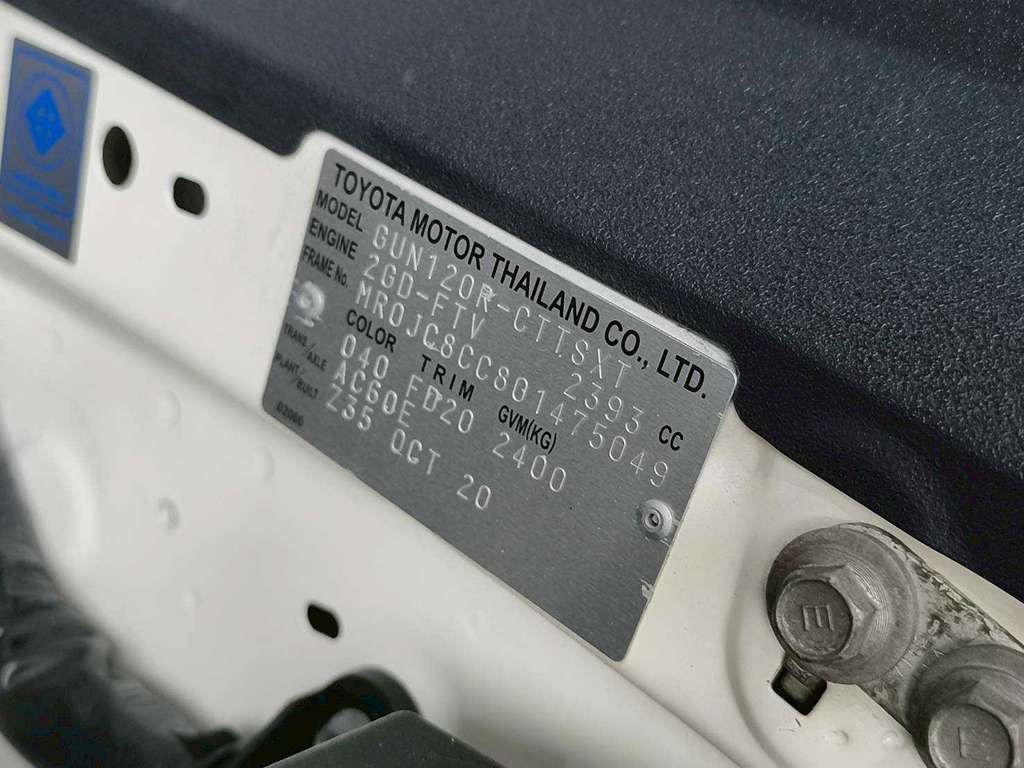 TOYOTA MOTOR THAILAND CO., LTD.
MODEL GUN120R-CTTSXT
ENGINE 2GD-FTV 2393 CC
FRAME No. MR0JC8CC801475049
COLOR TRIM GVM(KG)
040 FD20 2400
TRANS/AXLE AC60E
PLANT/BUILT Z35 OCT 20
02060
E